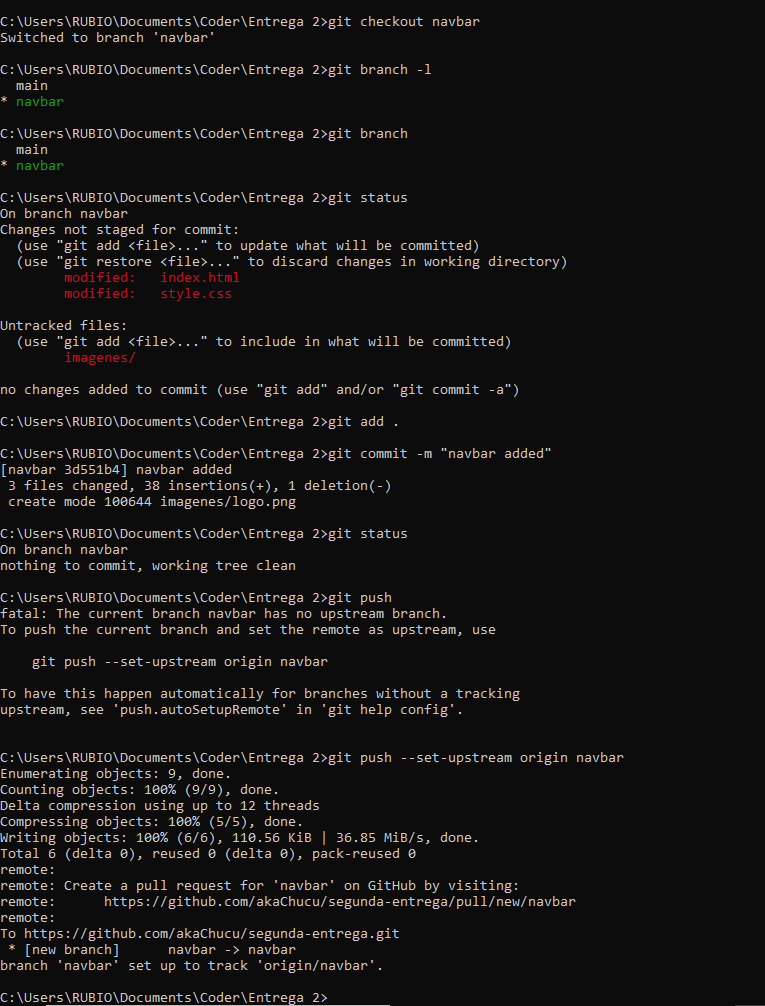 C:\Users\RUBIO\Documents\Coder\Entrega 2>git checkout navbar
Switched to branch 'navbar'
C:\Users\RUBIO\Documents\Coder\Entrega 2>git branch -l
  main
* navbar
C:\Users\RUBIO\Documents\Coder\Entrega 2>git branch
  main
* navbar
C:\Users\RUBIO\Documents\Coder\Entrega 2>git status
On branch navbar
Changes not staged for commit:
  (use "git add <file>..." to update what will be committed)
  (use "git restore <file>..." to discard changes in working directory)
        modified:   index.html
        modified:   style.css
Untracked files:
  (use "git add <file>..." to include in what will be committed)
        imagenes/
no changes added to commit (use "git add" and/or "git commit -a")
C:\Users\RUBIO\Documents\Coder\Entrega 2>git add .
C:\Users\RUBIO\Documents\Coder\Entrega 2>git commit -m "navbar added"
[navbar 3d551b4] navbar added
 3 files changed, 38 insertions(+), 1 deletion(-)
 create mode 100644 imagenes/logo.png
C:\Users\RUBIO\Documents\Coder\Entrega 2>git status
On branch navbar
nothing to commit, working tree clean
C:\Users\RUBIO\Documents\Coder\Entrega 2>git push
fatal: The current branch navbar has no upstream branch.
To push the current branch and set the remote as upstream, use
    git push --set-upstream origin navbar
To have this happen automatically for branches without a tracking
upstream, see 'push.autoSetupRemote' in 'git help config'.
C:\Users\RUBIO\Documents\Coder\Entrega 2>git push --set-upstream origin navbar
Enumerating objects: 9, done.
Counting objects: 100% (9/9), done.
Delta compression using up to 12 threads
Compressing objects: 100% (5/5), done.
Writing objects: 100% (6/6), 110.56 KiB | 36.85 MiB/s, done.
Total 6 (delta 0), reused 0 (delta 0), pack-reused 0
remote:
remote: Create a pull request for 'navbar' on GitHub by visiting:
remote:      https://github.com/akaChucu/segunda-entrega/pull/new/navbar
remote:
To https://github.com/akaChucu/segunda-entrega.git
 * [new branch]      navbar -> navbar
branch 'navbar' set up to track 'origin/navbar'.
C:\Users\RUBIO\Documents\Coder\Entrega 2>